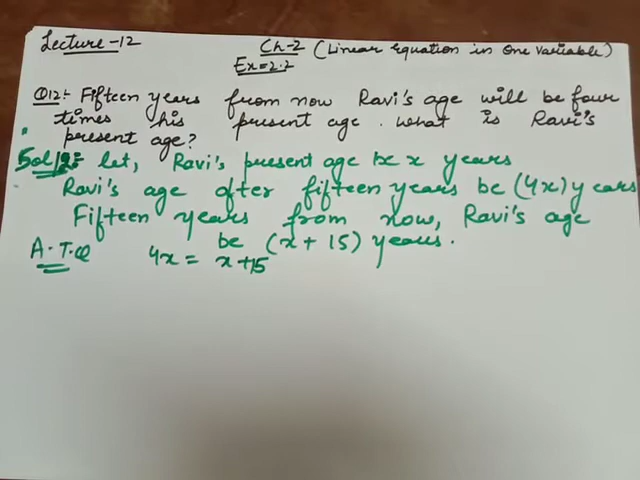 Lecture-12
Ch-2 (Linear Equation in One Variable)
Ex=2.2
Q12:- Fifteen years from now Ravi's age will be four
times his present age. What is Ravi's
present age?
Sol12:- let, Ravi's present age be x years
Ravi's age after fifteen years be (4x) years
Fifteen years from now, Ravi's age
be (x + 15) years.
A.T.Q 4x = x+15